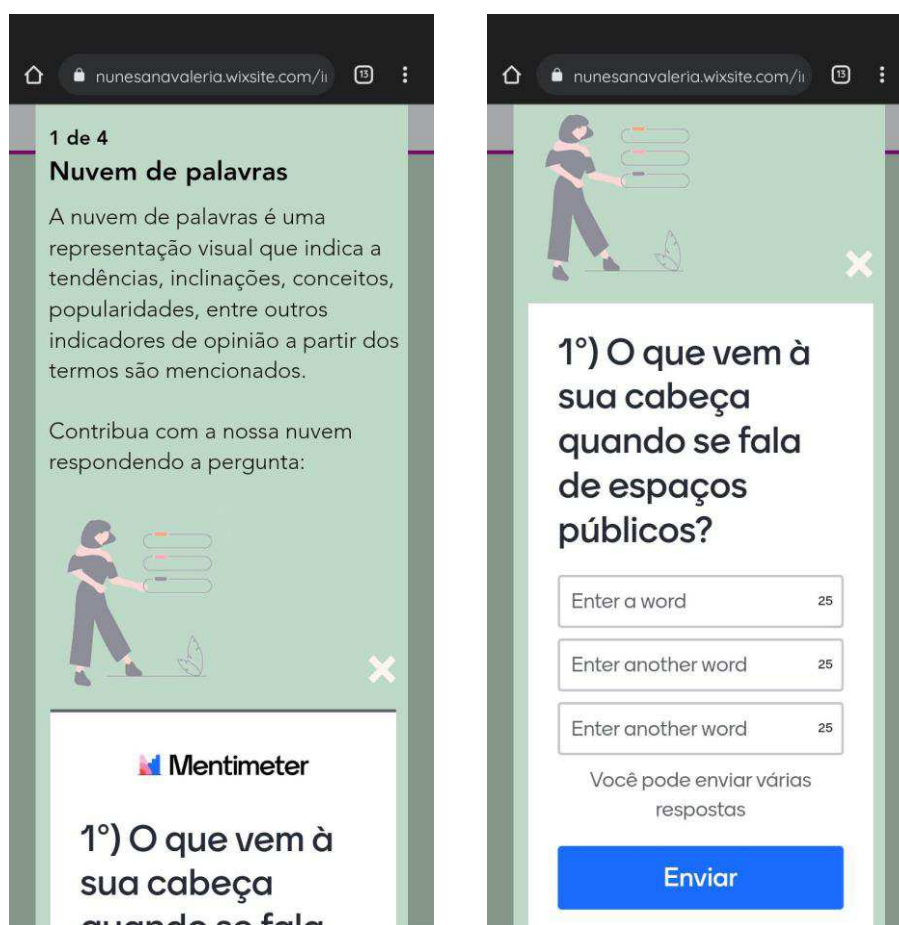 nunesanavaleria.wixsite.com/i
13
1 de 4
Nuvem de palavras
A nuvem de palavras é uma
representação visual que indica a
tendências, inclinações, conceitos,
popularidades, entre outros
indicadores de opinião a partir dos
termos são mencionados.
Contribua com a nossa nuvem
respondendo a pergunta:
Mentimeter
1°) O que vem à
sua cabeça
quando se fala
nunesanavaleria.wixsite.com/i
13
1°) O que vem à
sua cabeça
quando se fala
de espaços
públicos?
Enter a word 25
Enter another word 25
Enter another word 25
Você pode enviar várias
respostas
Enviar